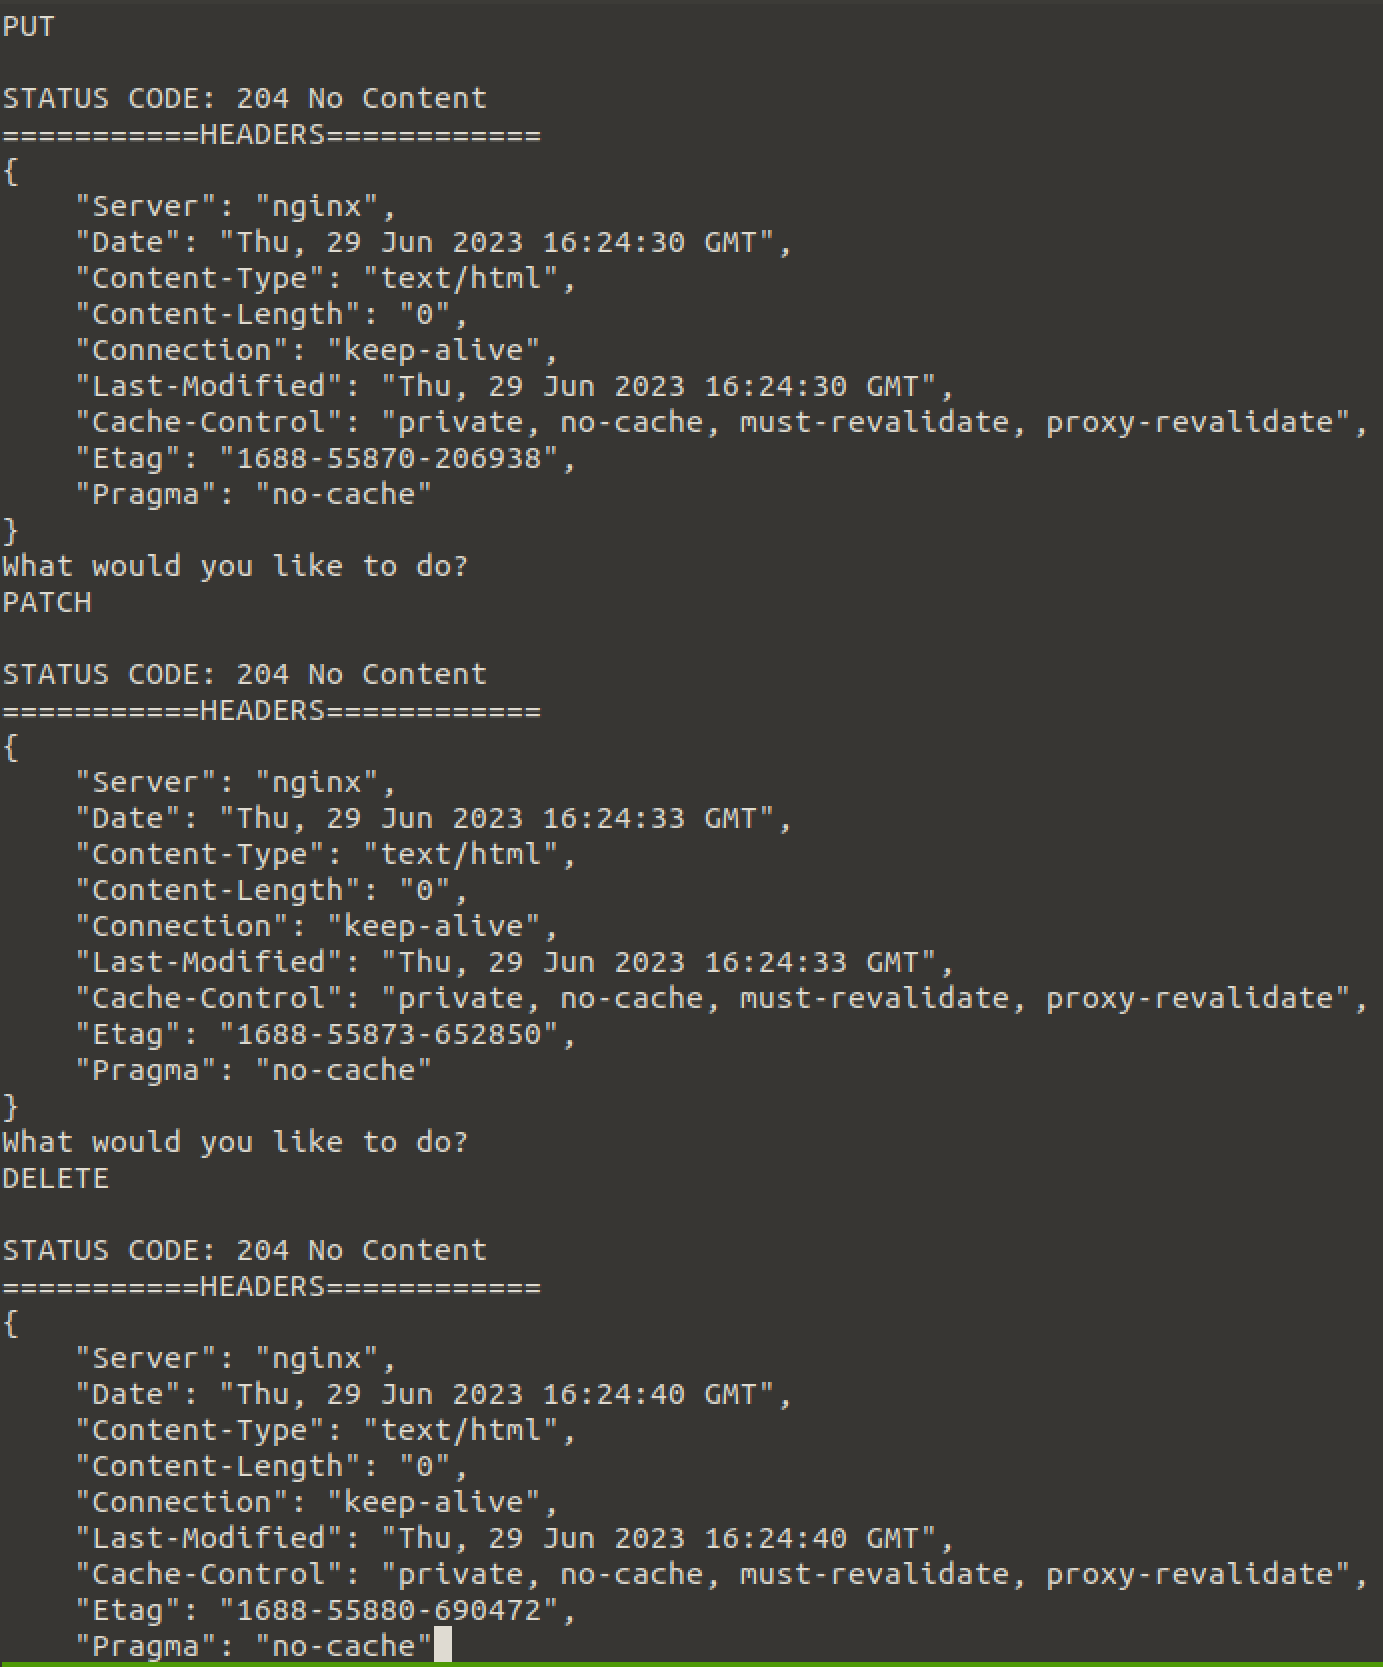 PUT
STATUS CODE: 204 No Content
===========HEADERS============
{
    "Server": "nginx",
    "Date": "Thu, 29 Jun 2023 16:24:30 GMT",
    "Content-Type": "text/html",
    "Content-Length": "0",
    "Connection": "keep-alive",
    "Last-Modified": "Thu, 29 Jun 2023 16:24:30 GMT",
    "Cache-Control": "private, no-cache, must-revalidate, proxy-revalidate",
    "Etag": "1688-55870-206938",
    "Pragma": "no-cache"
}
What would you like to do?
PATCH
STATUS CODE: 204 No Content
===========HEADERS============
{
    "Server": "nginx",
    "Date": "Thu, 29 Jun 2023 16:24:33 GMT",
    "Content-Type": "text/html",
    "Content-Length": "0",
    "Connection": "keep-alive",
    "Last-Modified": "Thu, 29 Jun 2023 16:24:33 GMT",
    "Cache-Control": "private, no-cache, must-revalidate, proxy-revalidate",
    "Etag": "1688-55873-652850",
    "Pragma": "no-cache"
}
What would you like to do?
DELETE
STATUS CODE: 204 No Content
===========HEADERS============
{
    "Server": "nginx",
    "Date": "Thu, 29 Jun 2023 16:24:40 GMT",
    "Content-Type": "text/html",
    "Content-Length": "0",
    "Connection": "keep-alive",
    "Last-Modified": "Thu, 29 Jun 2023 16:24:40 GMT",
    "Cache-Control": "private, no-cache, must-revalidate, proxy-revalidate",
    "Etag": "1688-55880-690472",
    "Pragma": "no-cache"